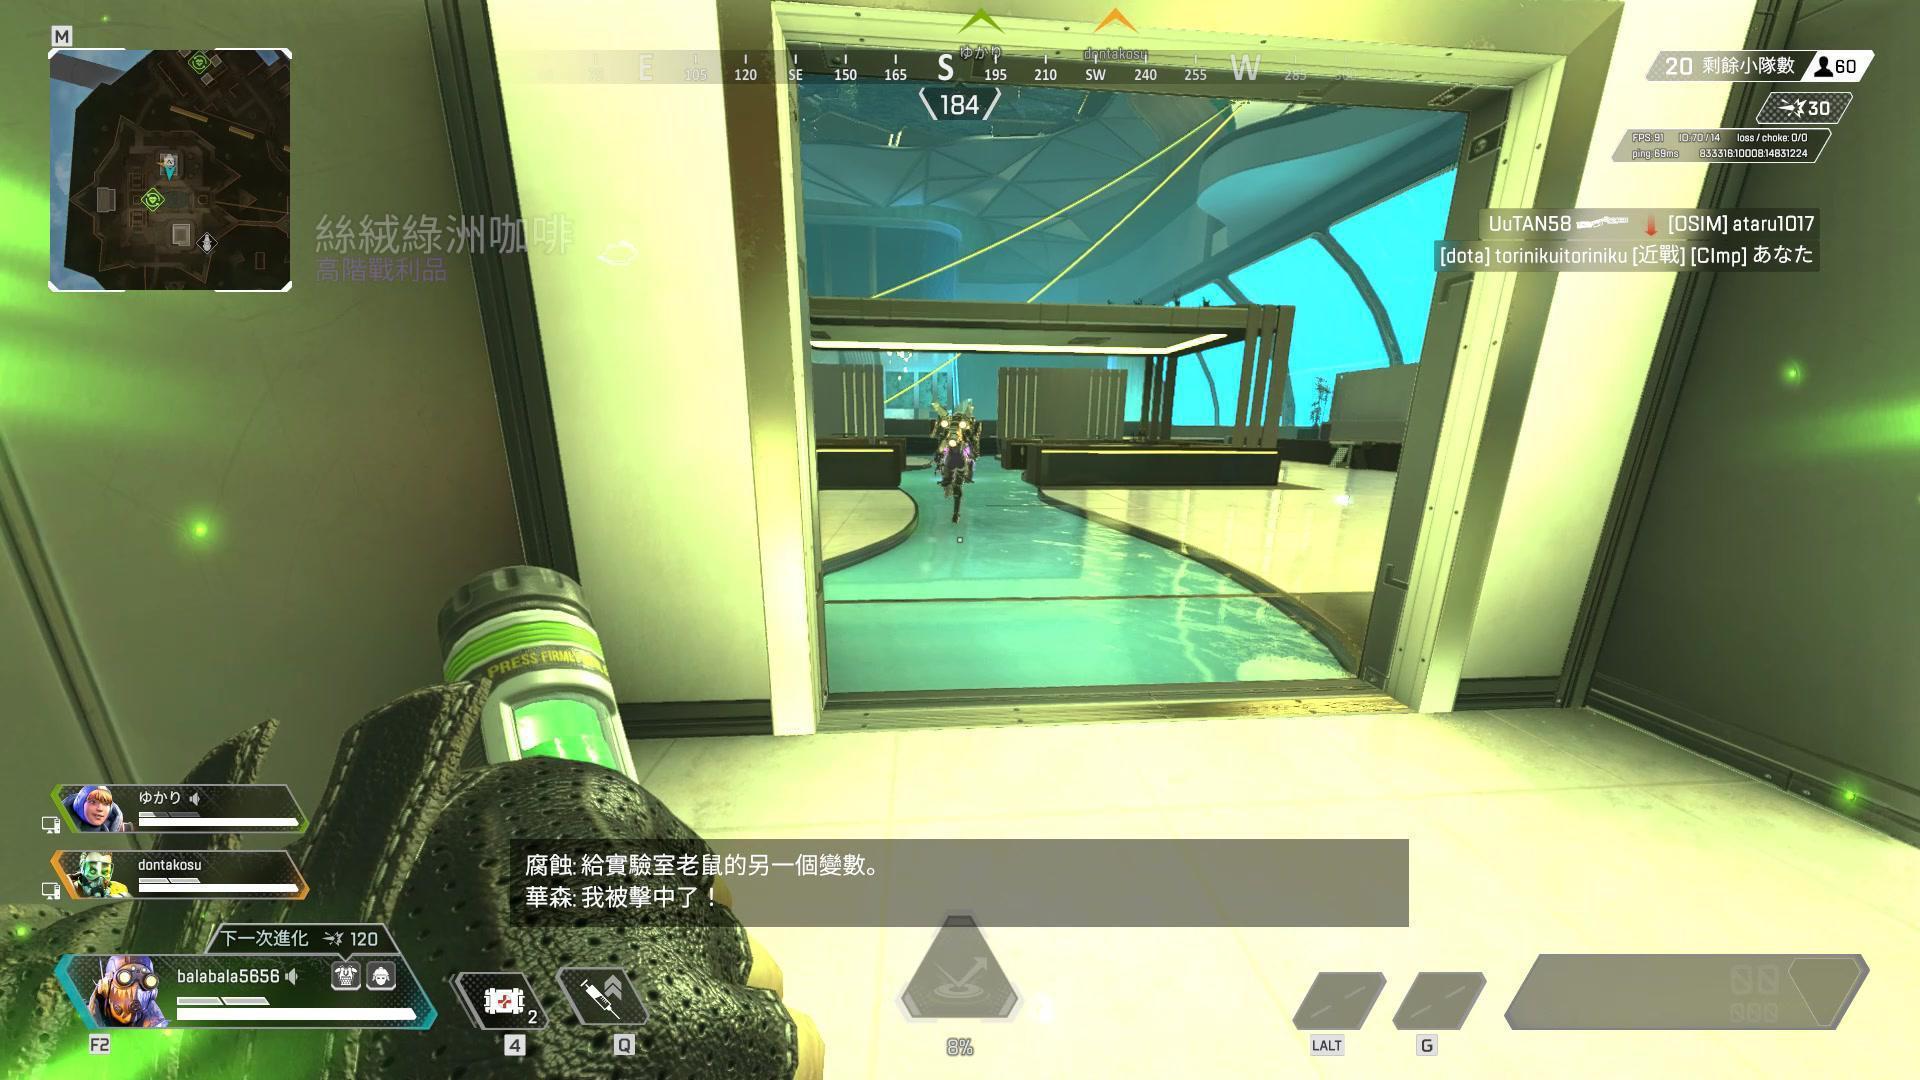 M
E
105
120
SE
150
165
S
195
210
SW
240
255
W
285
ゆかり
dontakosu
184
20 剩餘小隊數 60
30
FPS:91 loss / choke: 0/0
ping:69ms 833316:10008:14831224
絲絨綠洲咖啡
高階戰利品
UuTAN58 [OSIM] ataru1017
[dota] torinikuitoriniku [近戰] [CImp] あなた
PRESS
ゆかり
dontakosu
下一次進化 120
balabala5656
F2
2
4
Q
腐蝕: 給實驗室老鼠的另一個變數。
華森: 我被擊中了！
8%
LALT
G